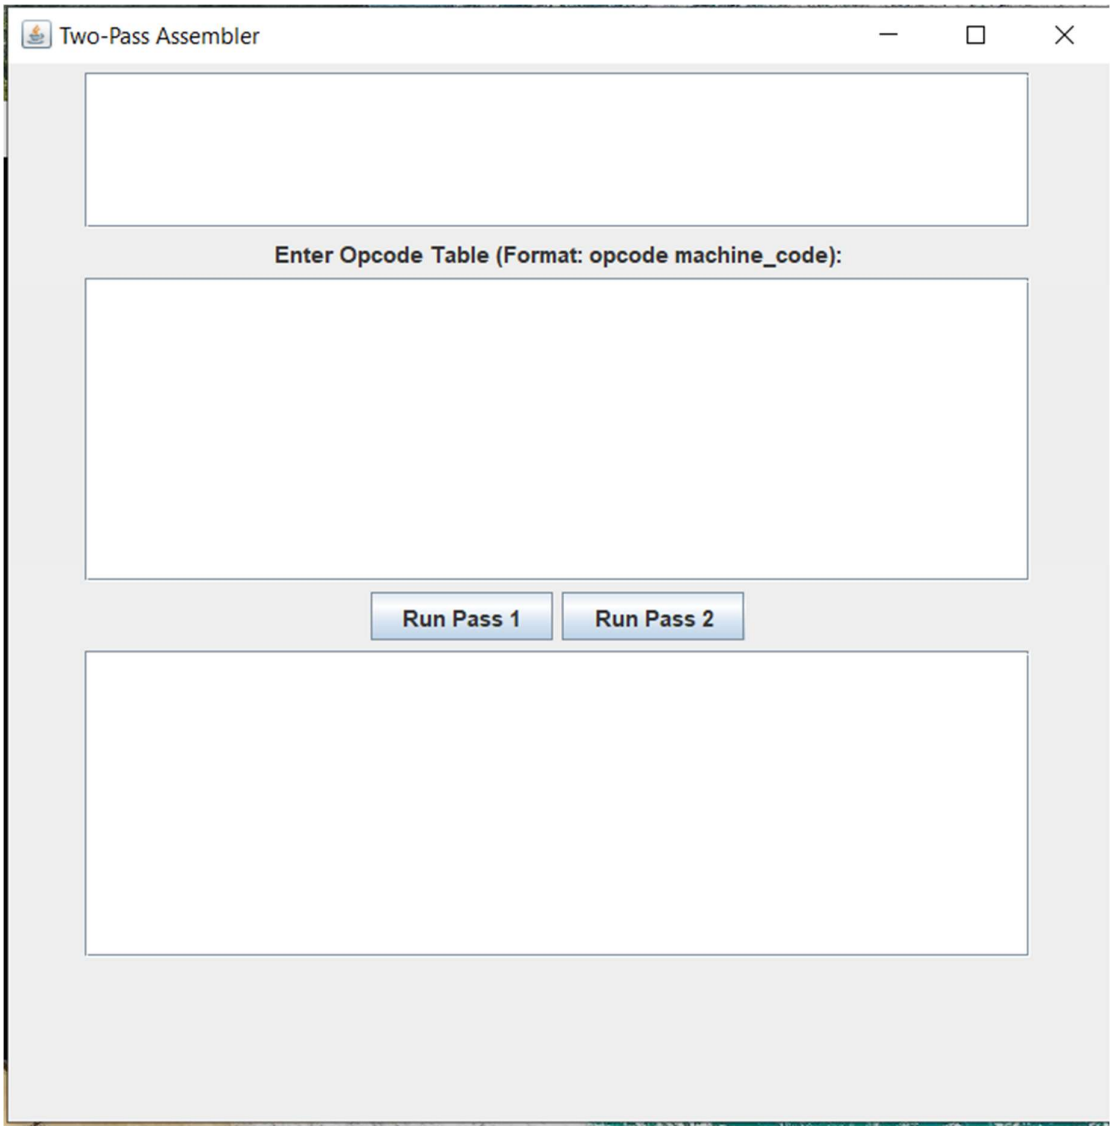 Two-Pass Assembler
Enter Opcode Table (Format: opcode machine_code):
Run Pass 1 Run Pass 2